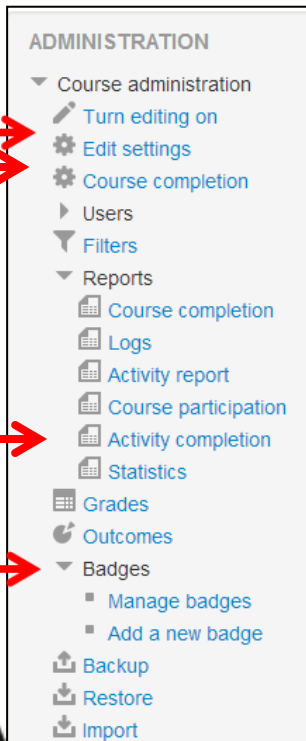 ADMINISTRATION
Course administration
Turn editing on
Edit settings
Course completion
Users
Filters
Reports
Course completion
Logs
Activity report
Course participation
Activity completion
Statistics
Grades
Outcomes
Badges
Manage badges
Add a new badge
Backup
Restore
Import